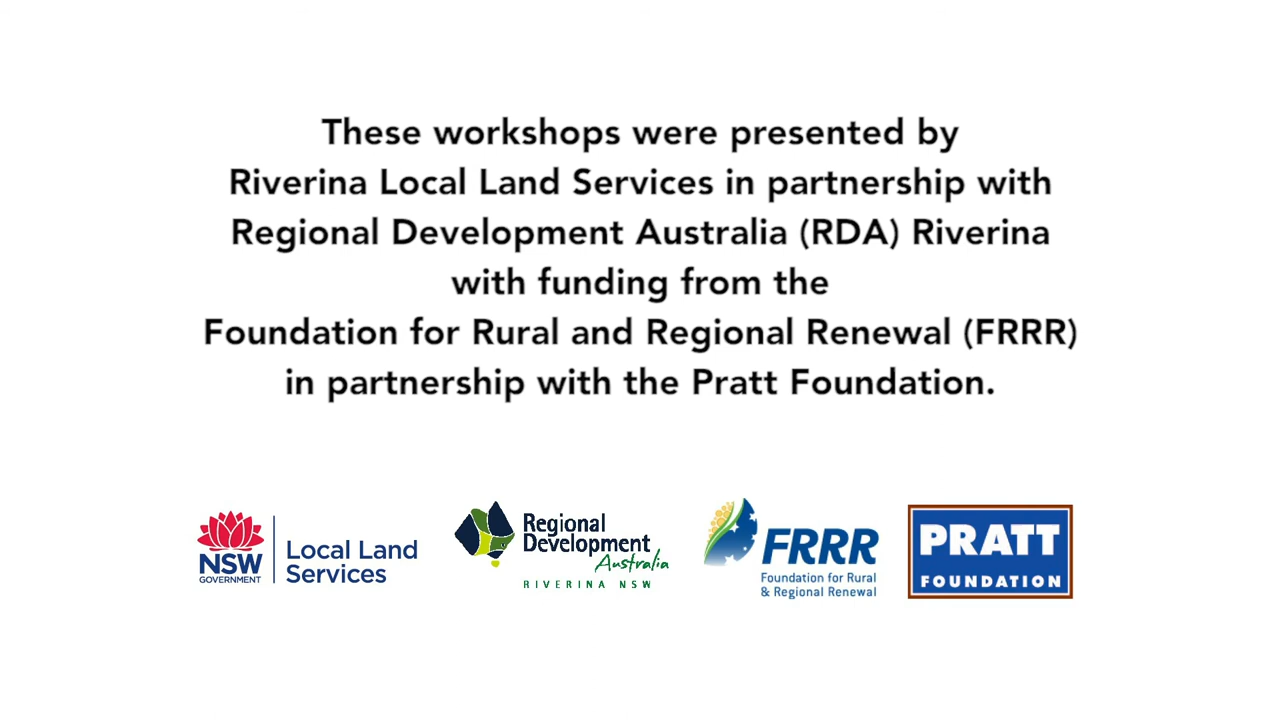 These workshops were presented by
Riverina Local Land Services in partnership with
Regional Development Australia (RDA) Riverina
with funding from the
Foundation for Rural and Regional Renewal (FRRR)
in partnership with the Pratt Foundation.
NSW
GOVERNMENT
Local Land
Services
Regional
Development
Australia
RIVERINA NSW
FRRR
Foundation for Rural
& Regional Renewal
PRATT
FOUNDATION